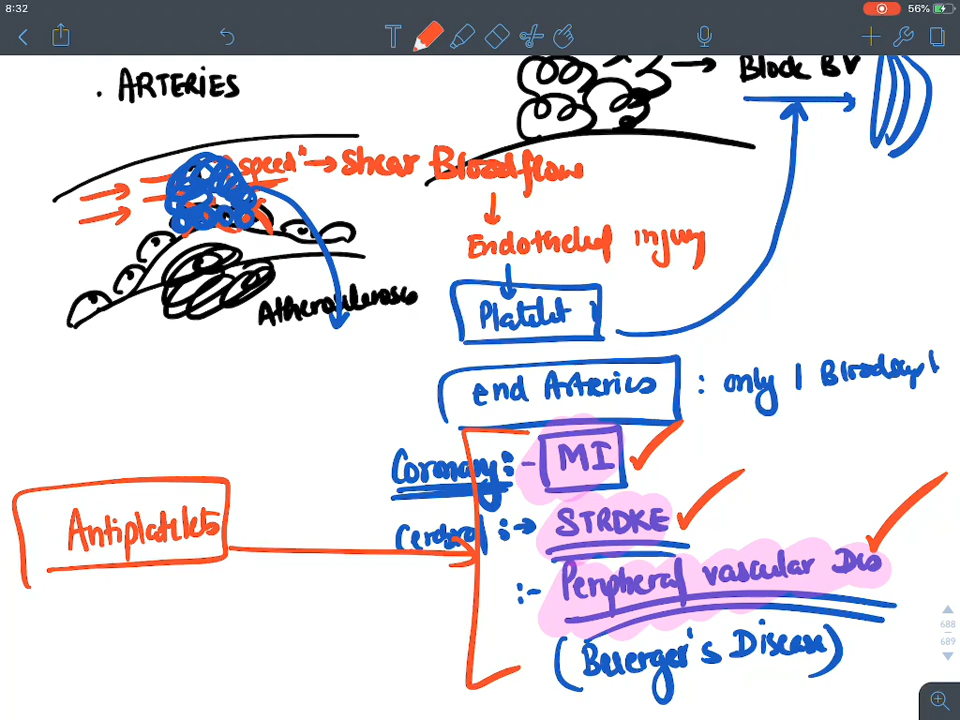 8:32
56%
T
. ARTERIES
→ Block BV
speed" → shear Bloodflow
Endothelial injury
Atherosclerosis
Platelet
end Arteries : only 1 Bloodsupl
Coronary :- MI
Antiplatelets
Cerebral :→ STROKE
:- Peripheral vascular Dis
(Buerger's Disease)
688
689